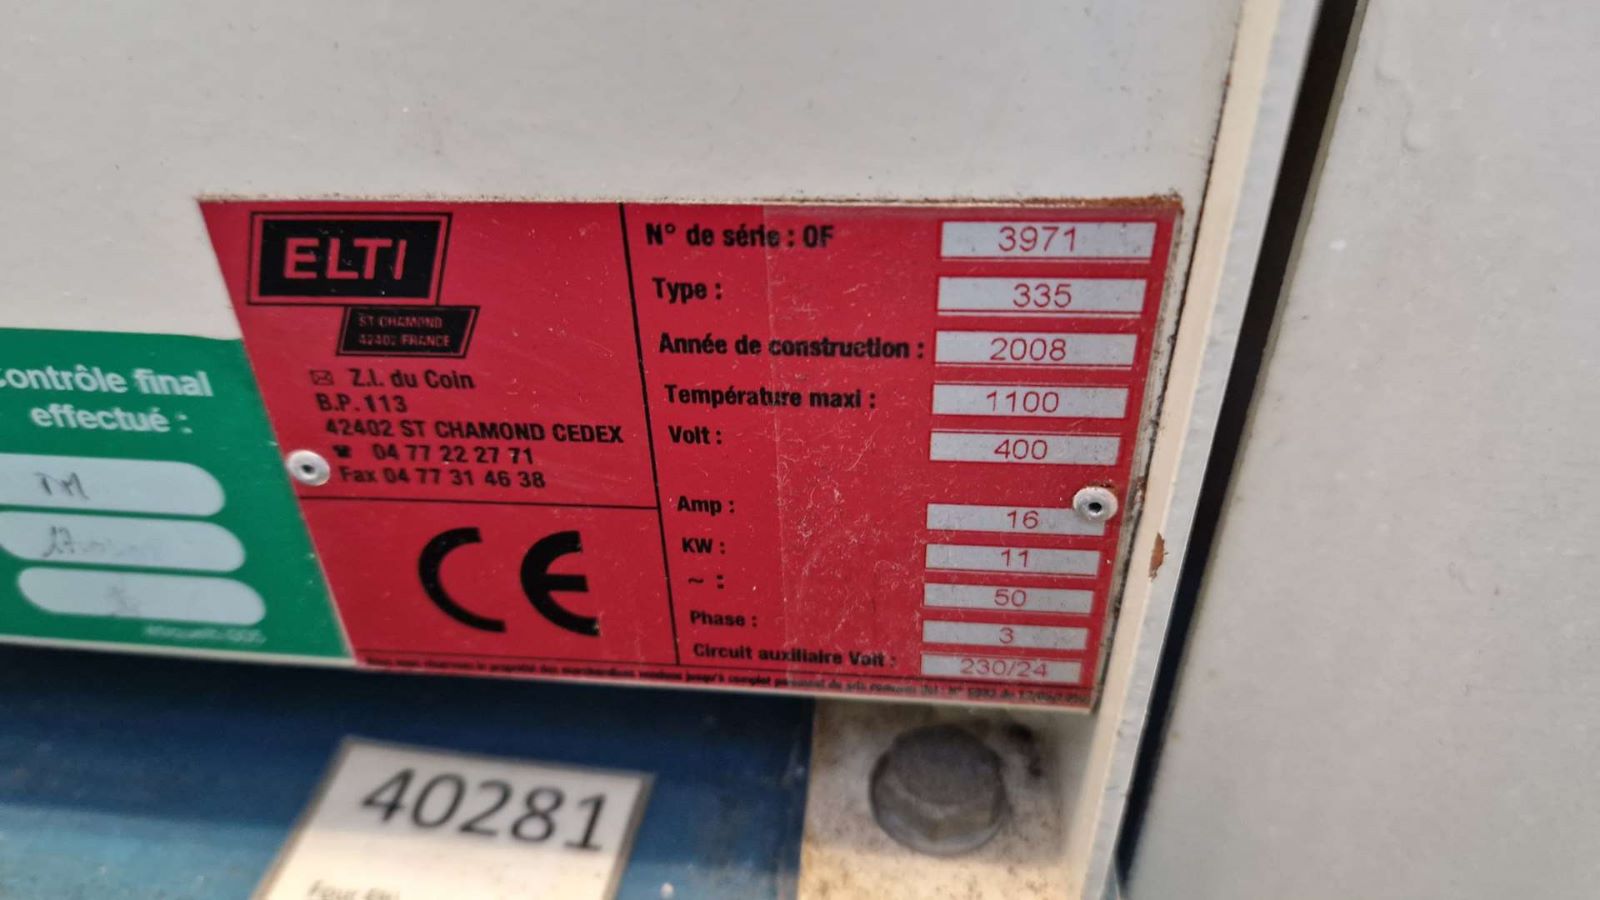 ELTI
ST CHAMOND
42402 FRANCE
Z.I. du Coin
B.P. 113
42402 ST CHAMOND CEDEX
04 77 22 27 71
Fax 04 77 31 46 38
CE
N° de série : OF 3971
Type : 335
Année de construction : 2008
Température maxi : 1100
Volt : 400
Amp : 16
KW : 11
~ : 50
Phase : 3
Circuit auxiliaire Volt : 230/24
ontrôle final
effectué :
40281
Four